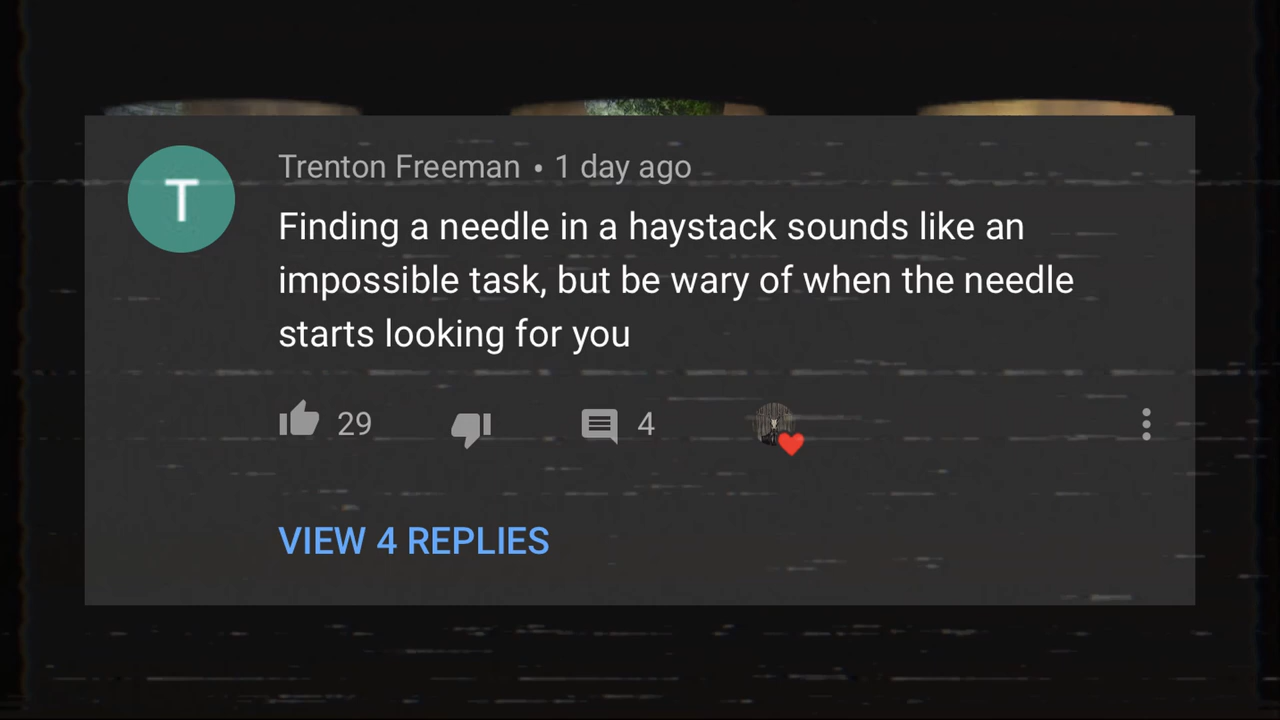 T
Trenton Freeman • 1 day ago
Finding a needle in a haystack sounds like an
impossible task, but be wary of when the needle
starts looking for you
29
4
VIEW 4 REPLIES